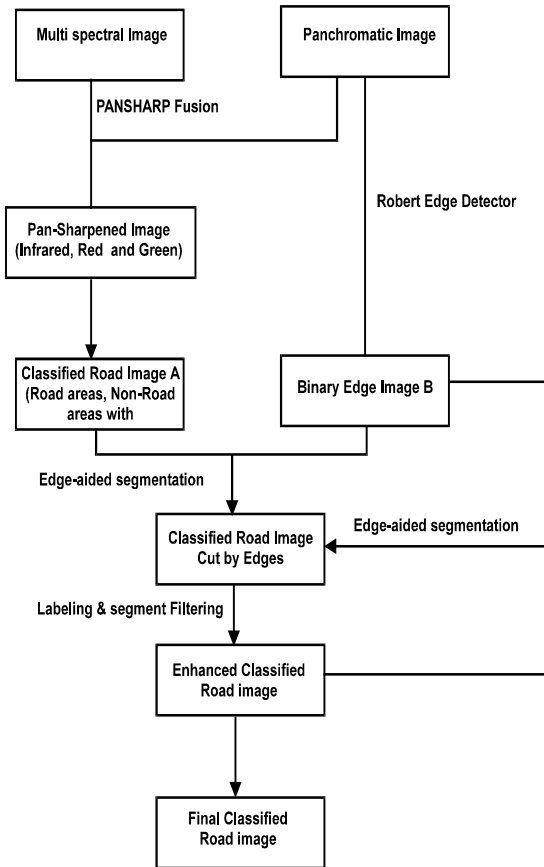 Multi spectral Image
Panchromatic Image
PANSHARP Fusion
Robert Edge Detector
Pan-Sharpened Image
(Infrared, Red and Green)
Classified Road Image A
(Road areas, Non-Road
areas with
Binary Edge Image B
Edge-aided segmentation
Edge-aided segmentation
Classified Road Image
Cut by Edges
Labeling & segment Filtering
Enhanced Classified
Road image
Final Classified
Road image